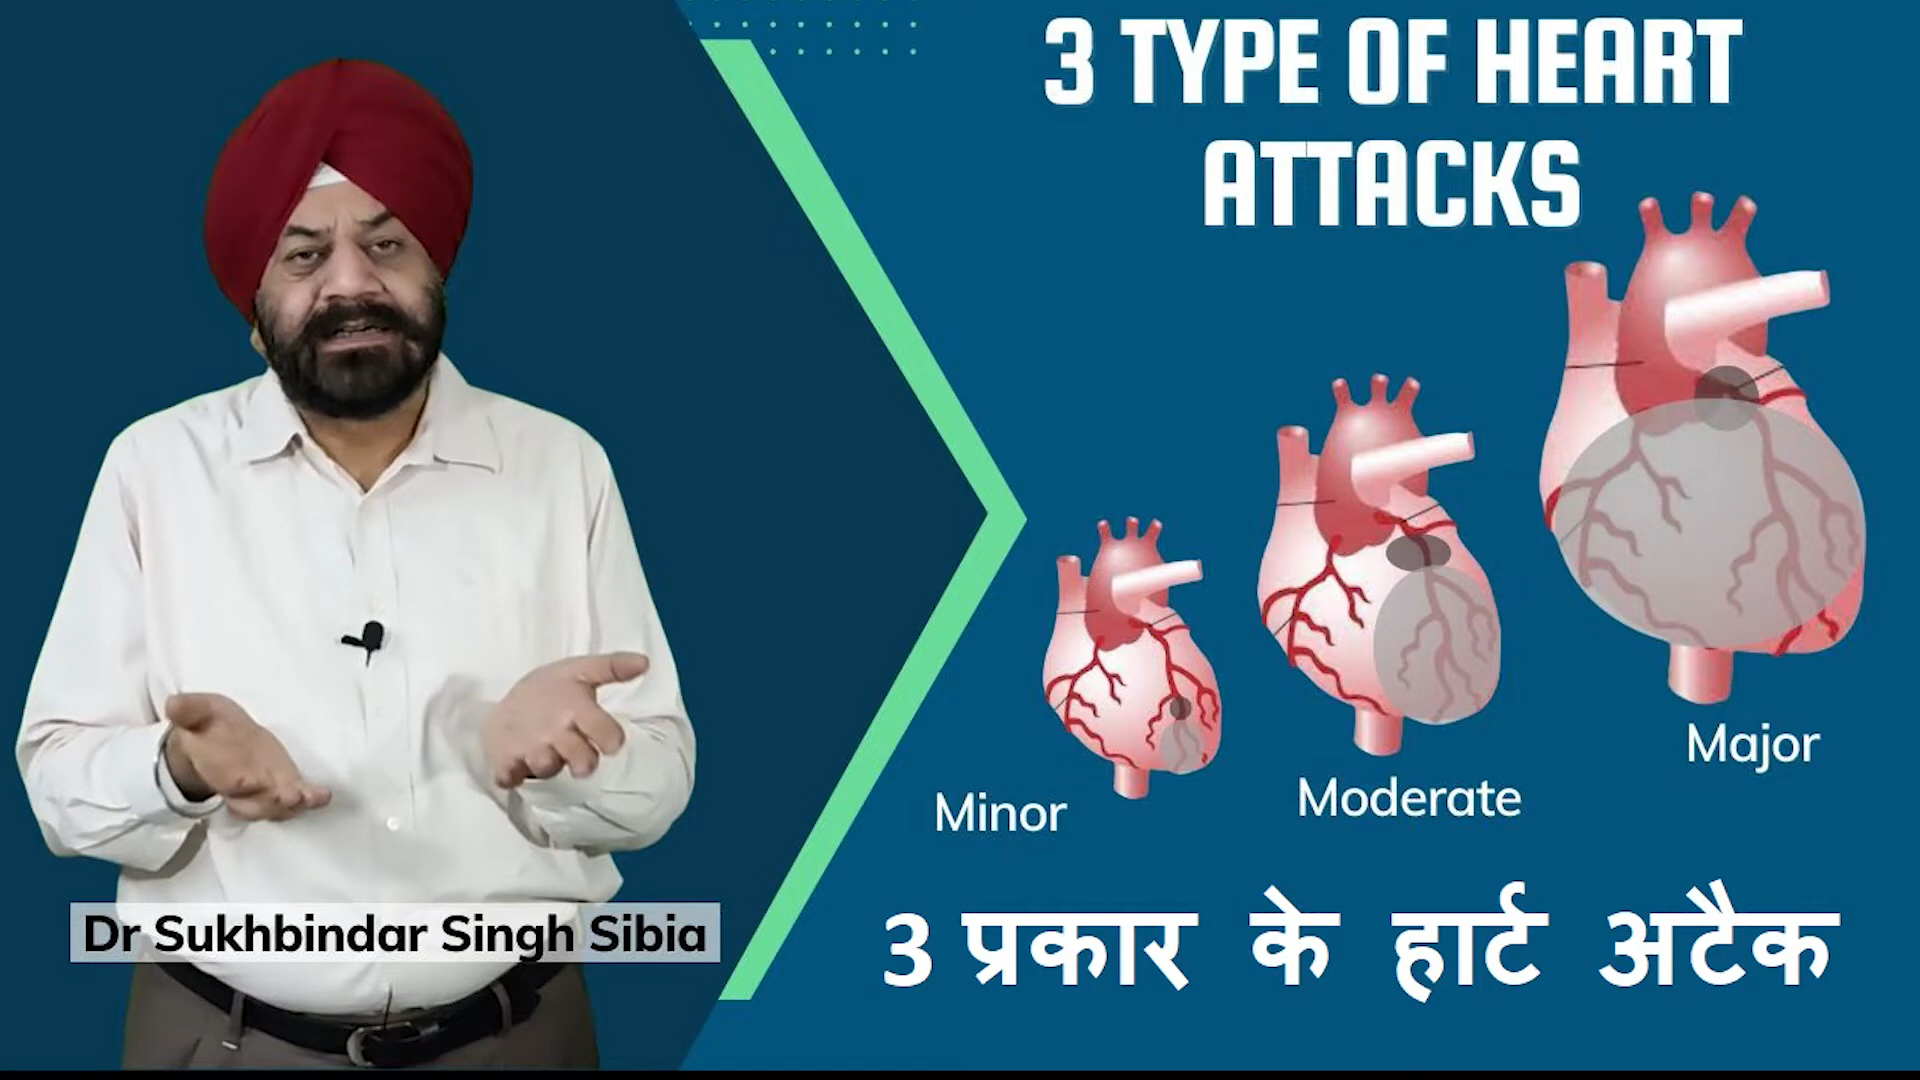 3 TYPE OF HEART
ATTACKS
Minor
Moderate
Major
Dr Sukhbindar Singh Sibia
3 प्रकार के हार्ट अटैक